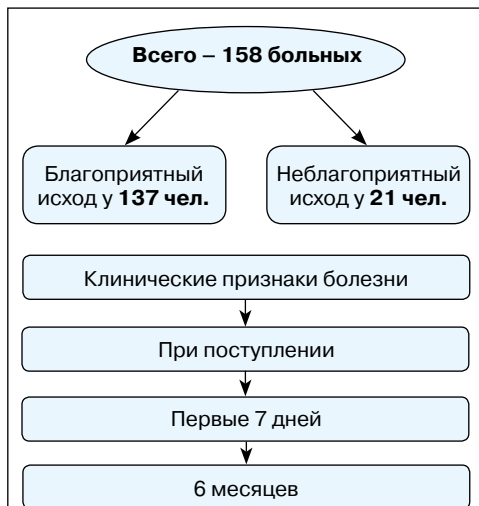 Всего – 158 больных
Благоприятный
исход у 137 чел.
Неблагоприятный
исход у 21 чел.
Клинические признаки болезни
При поступлении
Первые 7 дней
6 месяцев